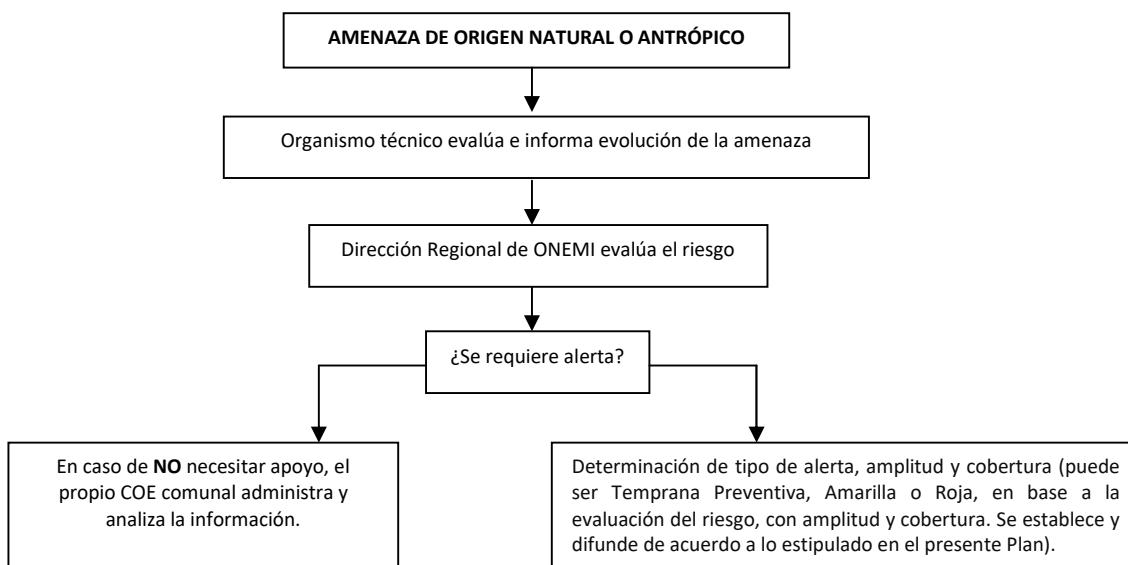 AMENAZA DE ORIGEN NATURAL O ANTRÓPICO
Organismo técnico evalúa e informa evolución de la amenaza
Dirección Regional de ONEMI evalúa el riesgo
¿Se requiere alerta?
En caso de NO necesitar apoyo, el
propio COE comunal administra y
analiza la información.
Determinación de tipo de alerta, amplitud y cobertura (puede
ser Temprana Preventiva, Amarilla o Roja, en base a la
evaluación del riesgo, con amplitud y cobertura. Se establece y
difunde de acuerdo a lo estipulado en el presente Plan).